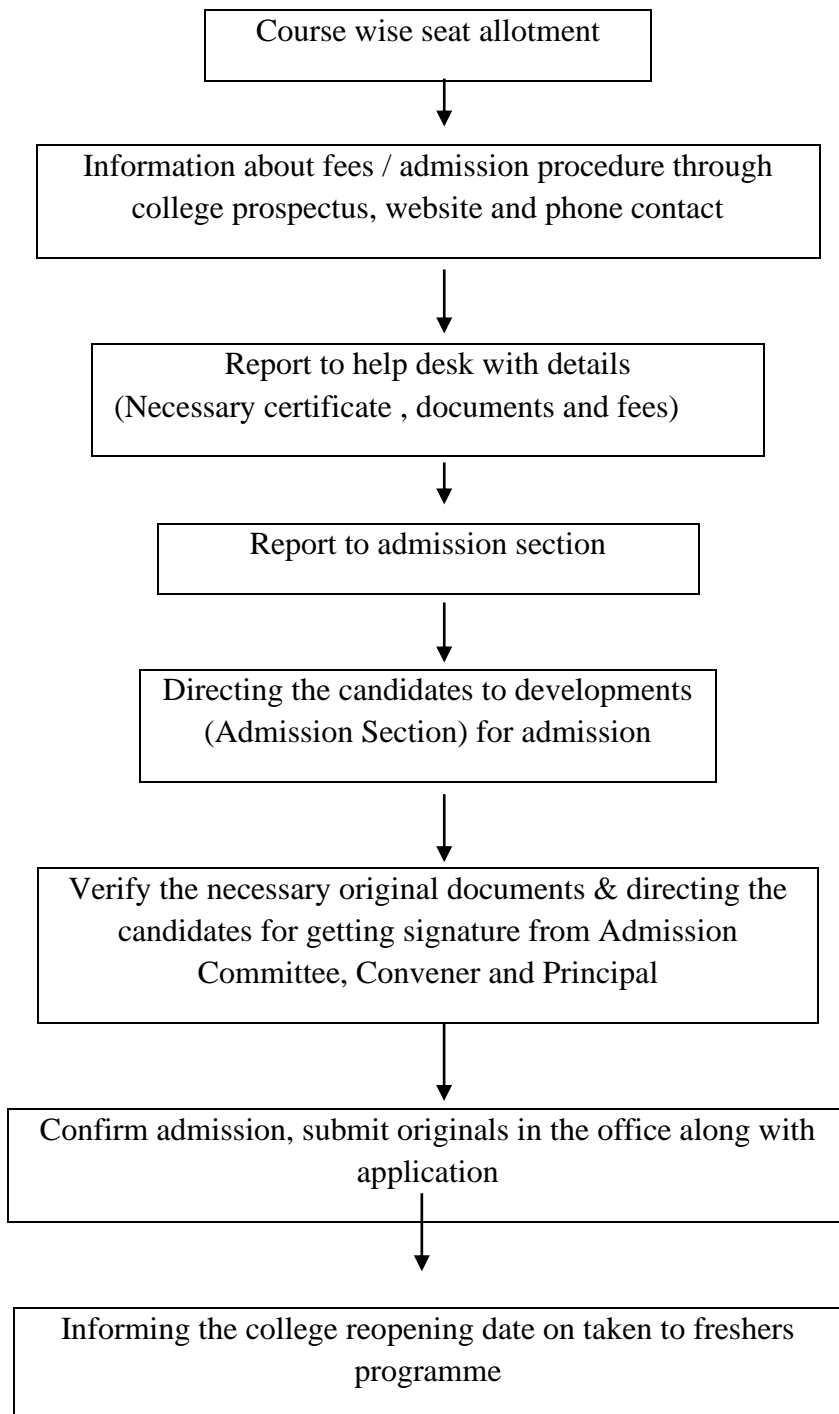 Course wise seat allotment
Information about fees / admission procedure through
college prospectus, website and phone contact
Report to help desk with details
(Necessary certificate , documents and fees)
Report to admission section
Directing the candidates to developments
(Admission Section) for admission
Verify the necessary original documents & directing the
candidates for getting signature from Admission
Committee, Convener and Principal
Confirm admission, submit originals in the office along with
application
Informing the college reopening date on taken to freshers
programme